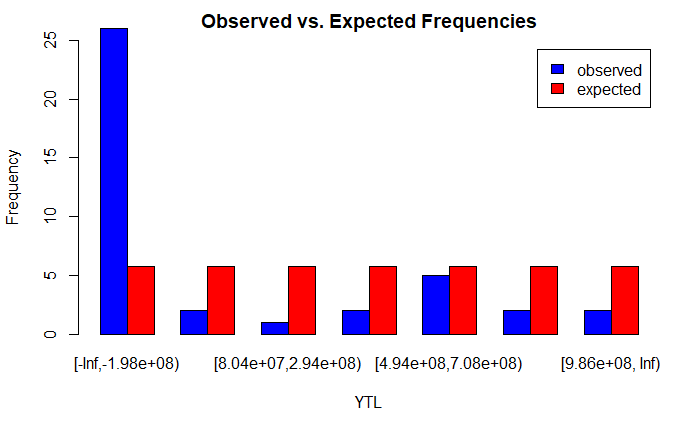 Observed vs. Expected Frequencies
observed
expected
Frequency
25
20
15
10
5
0
[-Inf,-1.98e+08)
[8.04e+07,2.94e+08)
[4.94e+08,7.08e+08)
[9.86e+08, Inf)
YTL